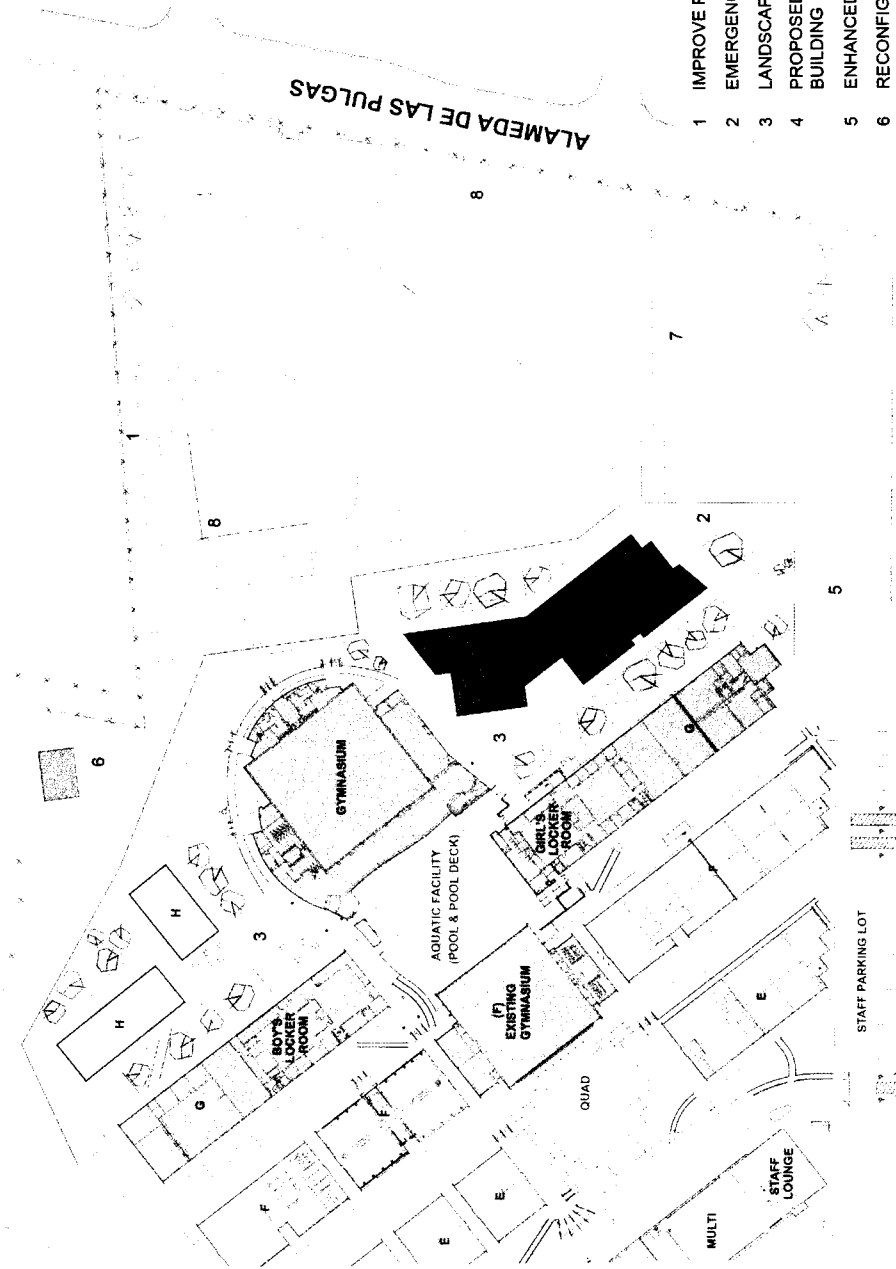 MULTI
STAFF
LOUNGE
E
E
F
F
G
QUAD
E
STAFF PARKING LOT
(F)
EXISTING
GYMNASIUM
BOY'S
LOCKER
ROOM
H
H
3
AQUATIC FACILITY
(POOL & POOL DECK)
GIRL'S
LOCKER
ROOM
F
G
GYMNASIUM
3
6
5
2
8
1
7
8
ALAMEDA DE LAS PULGAS
1 IMPROVE
2 EMERGENC
3 LANDSCAP
4 PROPOSED
BUILDING
5 ENHANCED
6 RECONFIG